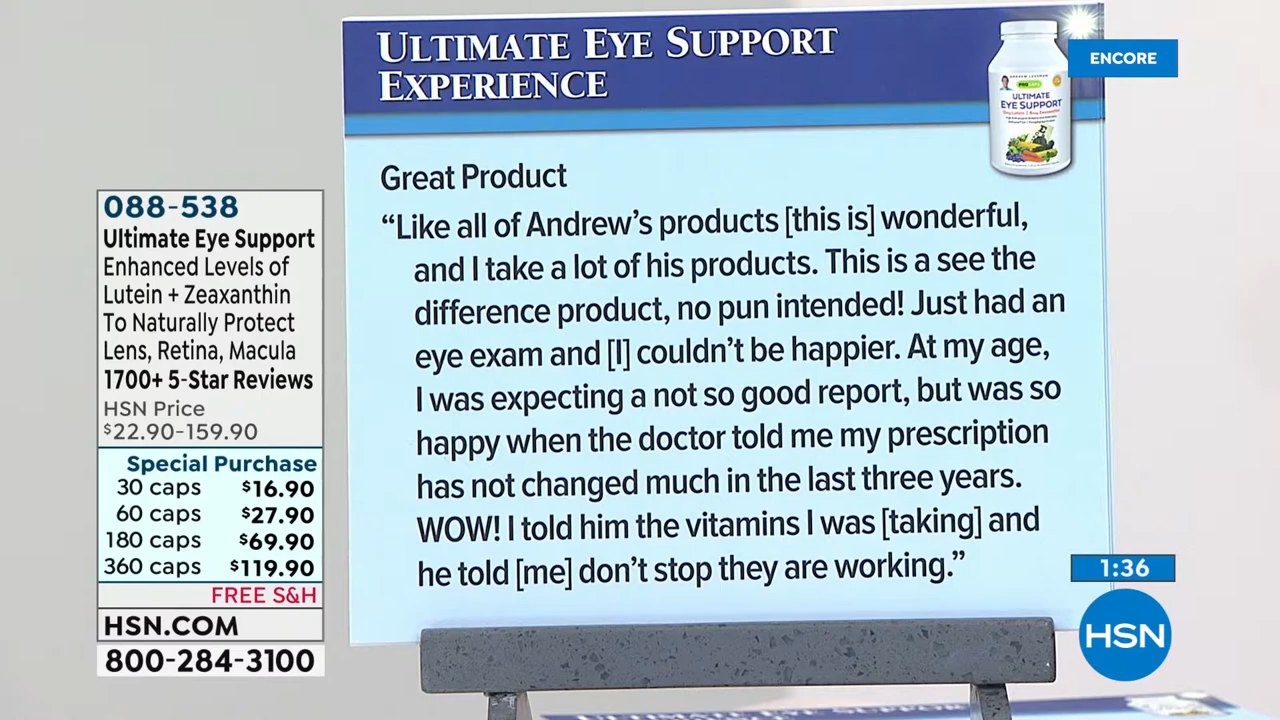 ULTIMATE EYE SUPPORT
EXPERIENCE
ENCORE
PROCAPS
ULTIMATE
EYE SUPPORT
Great Product
“Like all of Andrew’s products [this is] wonderful,
and I take a lot of his products. This is a see the
difference product, no pun intended! Just had an
eye exam and [I] couldn’t be happier. At my age,
I was expecting a not so good report, but was so
happy when the doctor told me my prescription
has not changed much in the last three years.
WOW! I told him the vitamins I was [taking] and
he told [me] don’t stop they are working.”
088-538
Ultimate Eye Support
Enhanced Levels of
Lutein + Zeaxanthin
To Naturally Protect
Lens, Retina, Macula
1700+ 5-Star Reviews
HSN Price
$22.90-159.90
Special Purchase
30 caps $16.90
60 caps $27.90
180 caps $69.90
360 caps $119.90
FREE S&H
HSN.COM
800-284-3100
1:36
HSN
ULTIMATE EYE SUPPORT